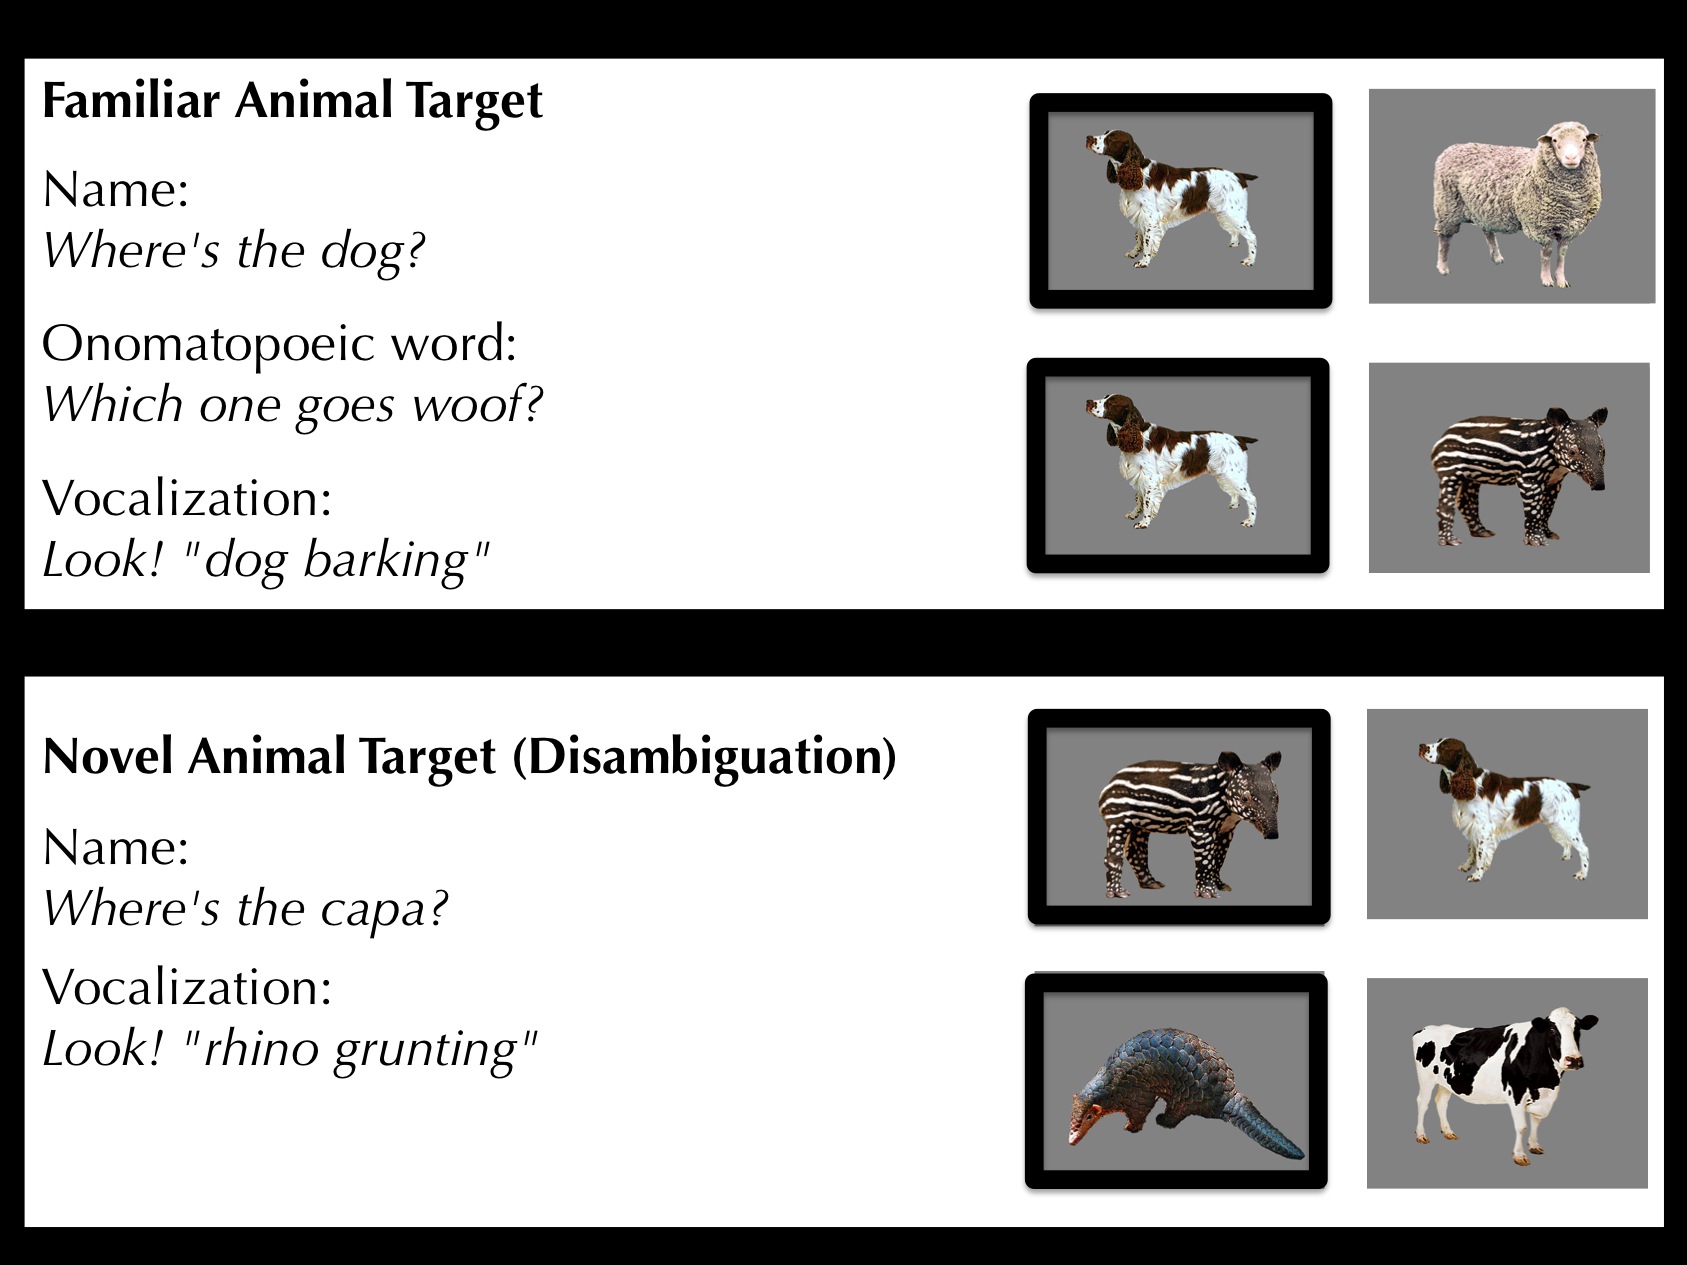 Familiar Animal Target
Name:
Where's the dog?
Onomatopoeic word:
Which one goes woof?
Vocalization:
Look! "dog barking"
Novel Animal Target (Disambiguation)
Name:
Where's the capa?
Vocalization:
Look! "rhino grunting"